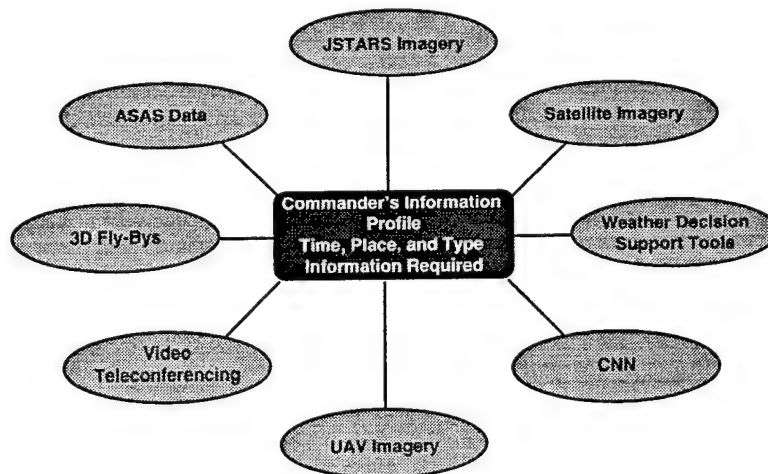 JSTARS Imagery
ASAS Data
Satellite Imagery
Commander's Information
Profile
Time, Place, and Type
Information Required
3D Fly-Bys
Weather Decision
Support Tools
Video
Teleconferencing
CNN
UAV Imagery